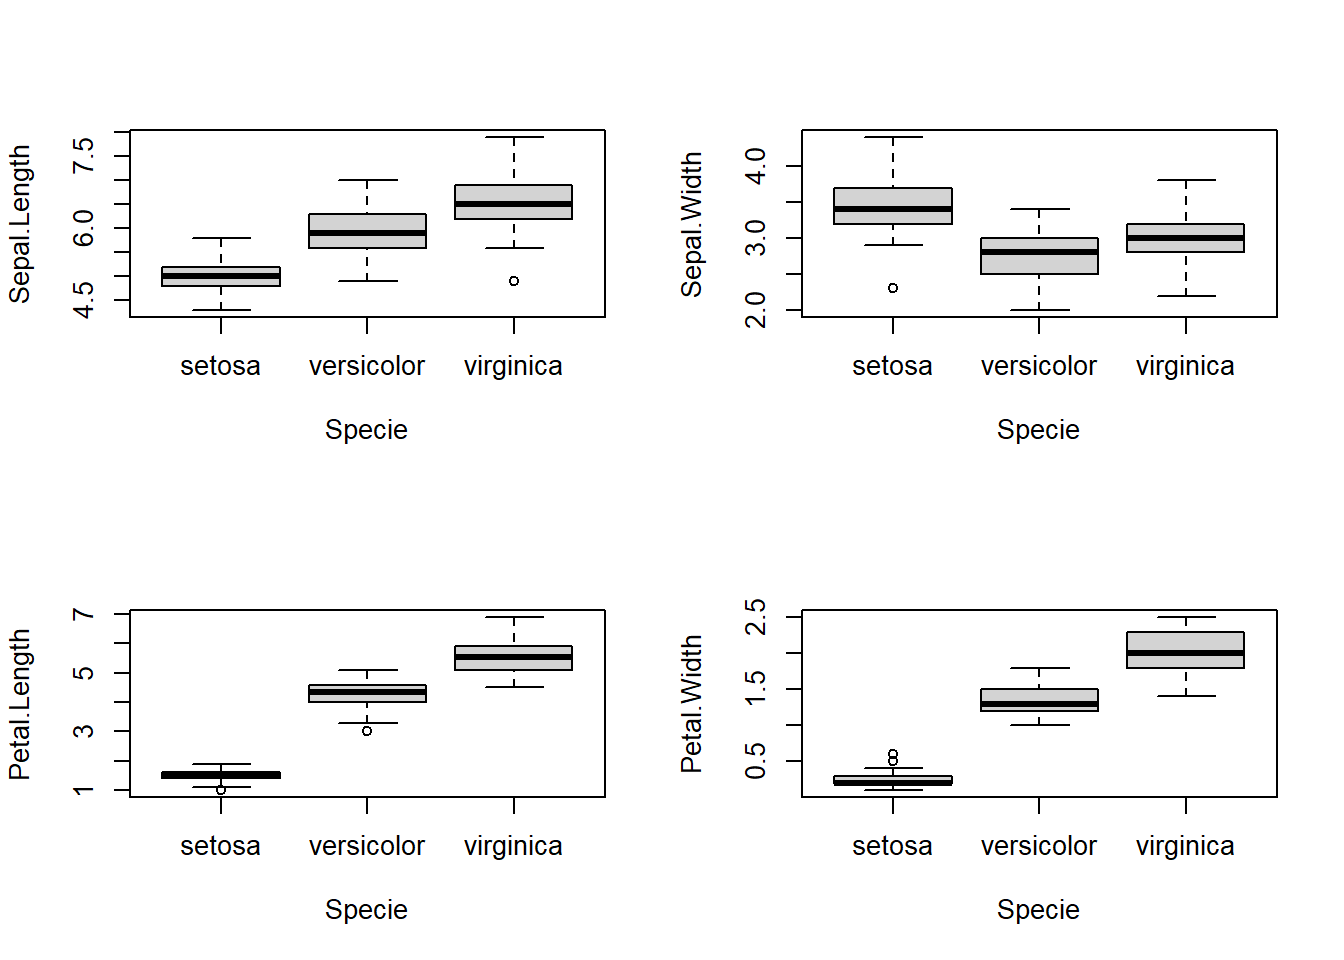 Sepal.Length
7.5
6.0
4.5
setosa versicolor virginica
Specie
Sepal.Width
4.0
3.0
2.0
setosa versicolor virginica
Specie
Petal.Length
7
5
3
1
setosa versicolor virginica
Specie
Petal.Width
2.5
1.5
0.5
setosa versicolor virginica
Specie